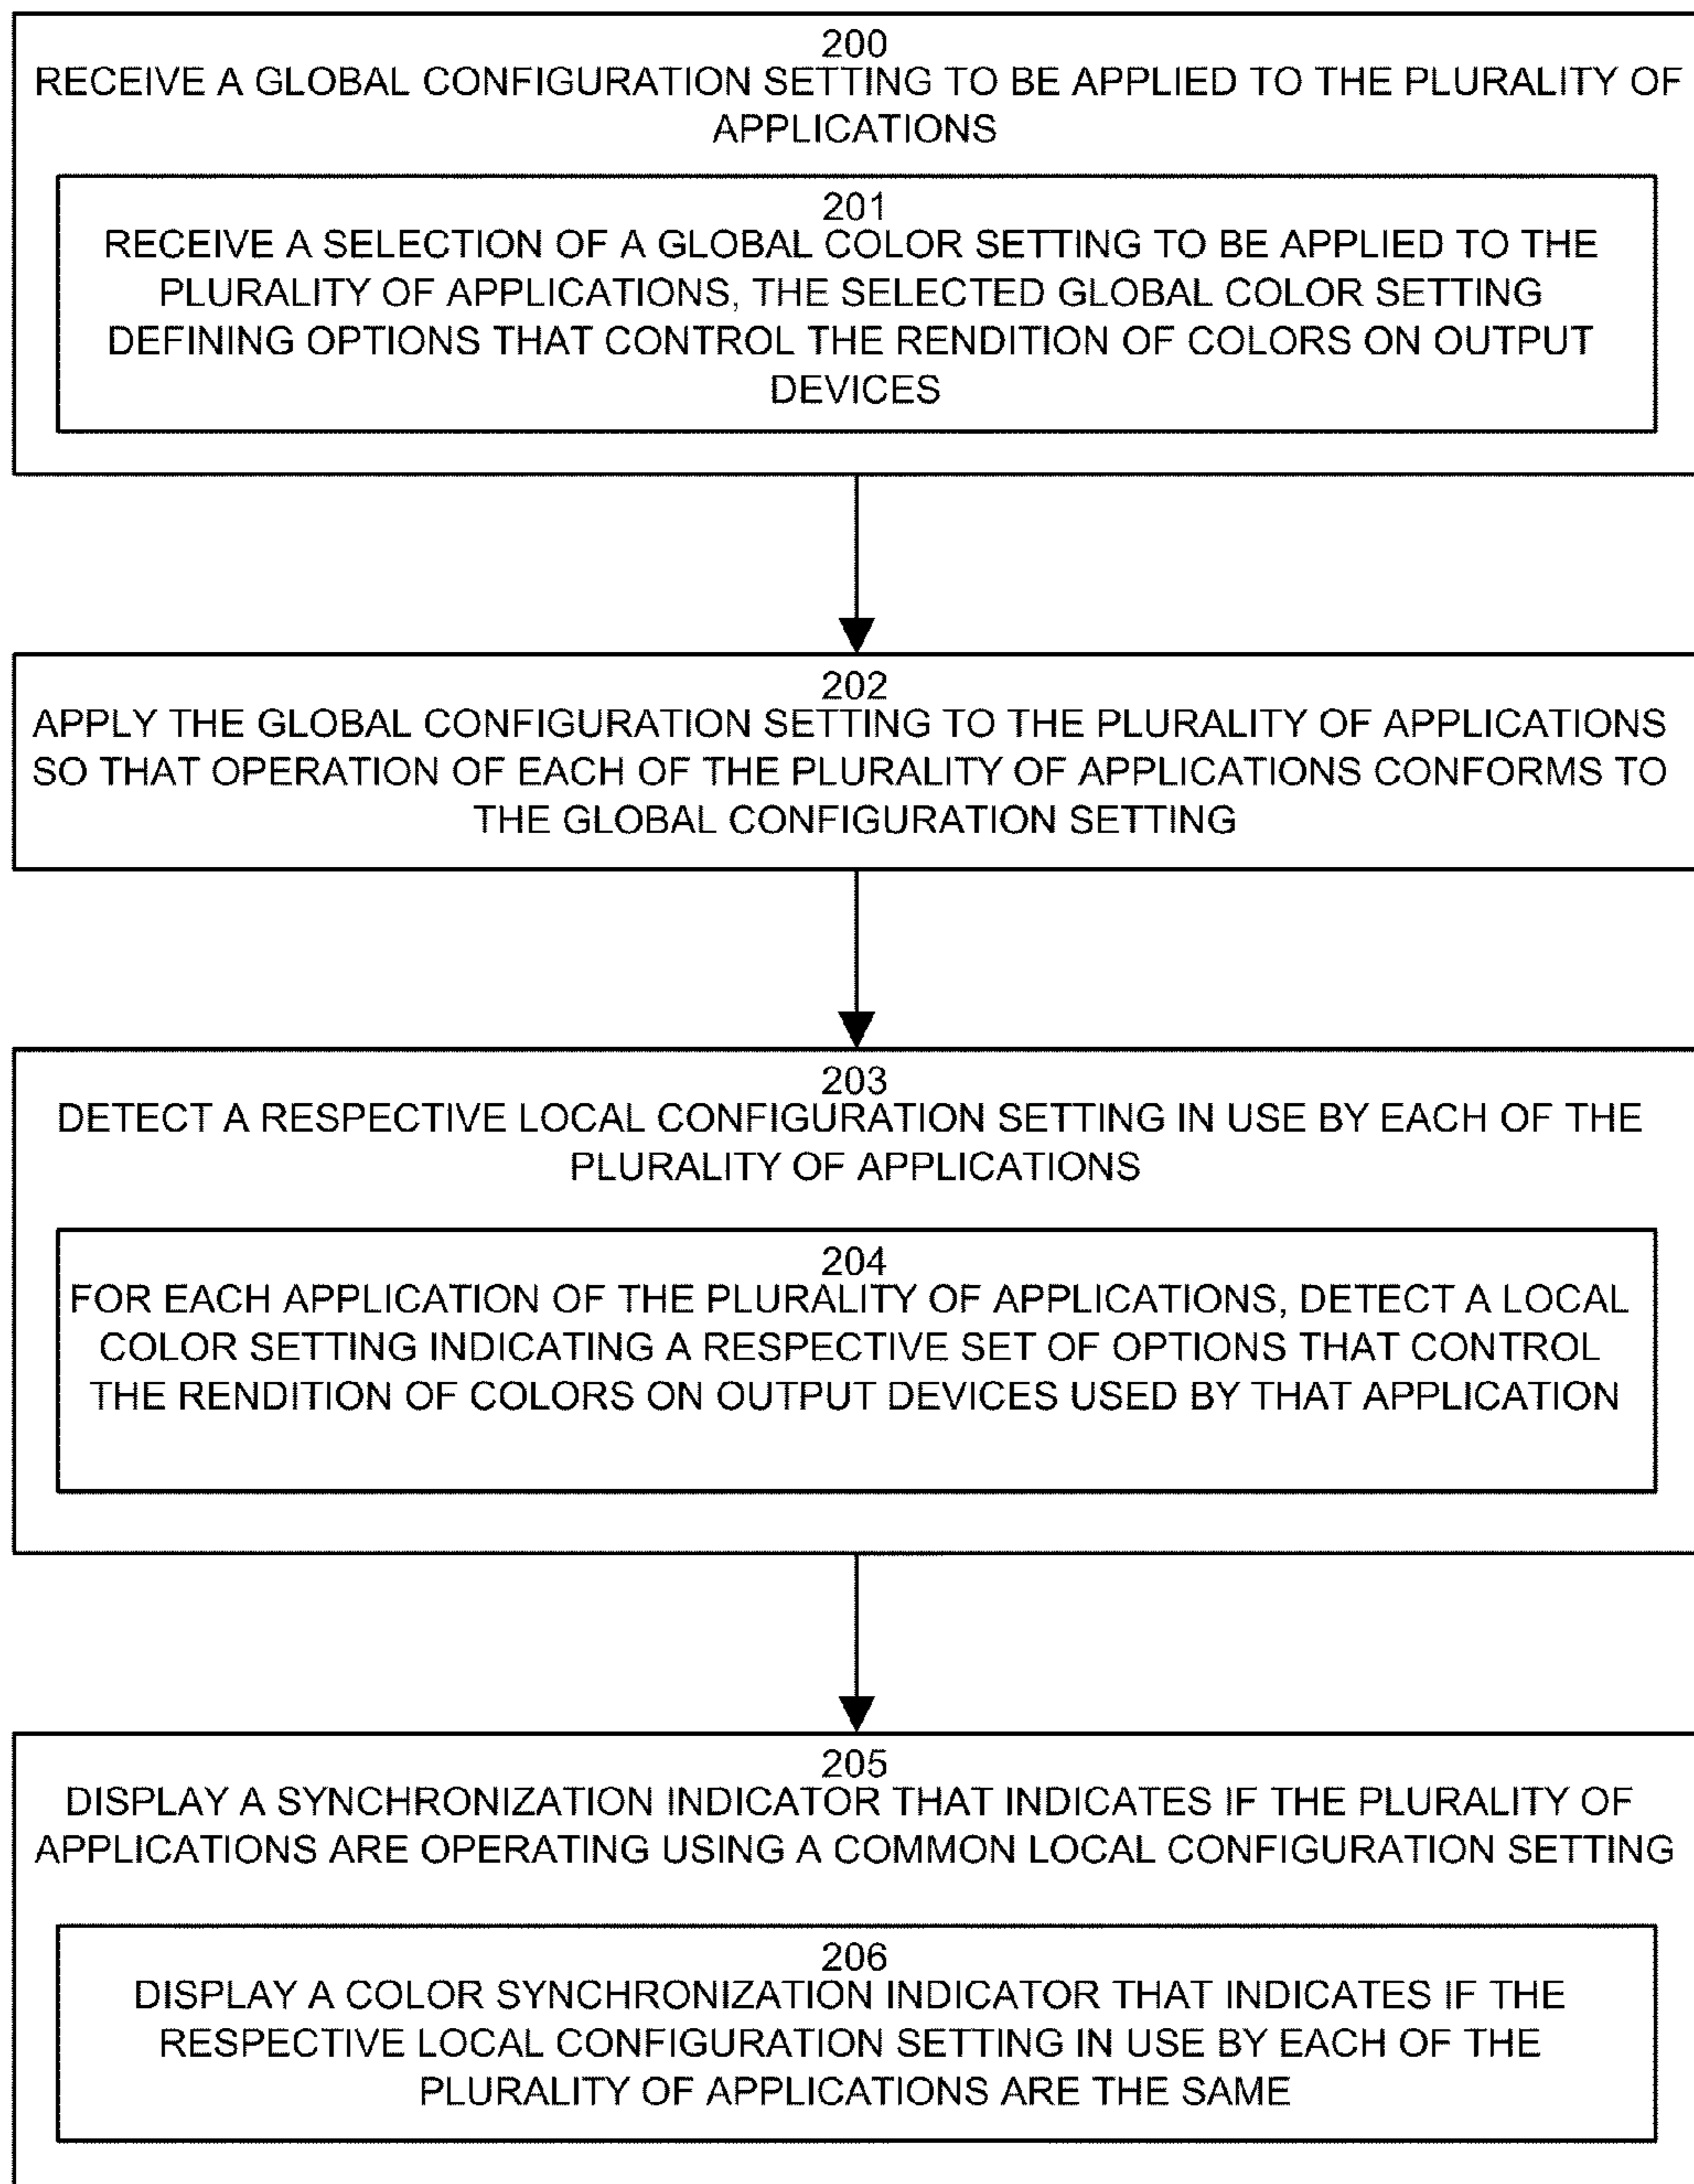 200
RECEIVE A GLOBAL CONFIGURATION SETTING TO BE APPLIED TO THE PLURALITY OF
APPLICATIONS
201
RECEIVE A SELECTION OF A GLOBAL COLOR SETTING TO BE APPLIED TO THE
PLURALITY OF APPLICATIONS, THE SELECTED GLOBAL COLOR SETTING
DEFINING OPTIONS THAT CONTROL THE RENDITION OF COLORS ON OUTPUT
DEVICES
202
APPLY THE GLOBAL CONFIGURATION SETTING TO THE PLURALITY OF APPLICATIONS
SO THAT OPERATION OF EACH OF THE PLURALITY OF APPLICATIONS CONFORMS TO
THE GLOBAL CONFIGURATION SETTING
203
DETECT A RESPECTIVE LOCAL CONFIGURATION SETTING IN USE BY EACH OF THE
PLURALITY OF APPLICATIONS
204
FOR EACH APPLICATION OF THE PLURALITY OF APPLICATIONS, DETECT A LOCAL
COLOR SETTING INDICATING A RESPECTIVE SET OF OPTIONS THAT CONTROL
THE RENDITION OF COLORS ON OUTPUT DEVICES USED BY THAT APPLICATION
205
DISPLAY A SYNCHRONIZATION INDICATOR THAT INDICATES IF THE PLURALITY OF
APPLICATIONS ARE OPERATING USING A COMMON LOCAL CONFIGURATION SETTING
206
DISPLAY A COLOR SYNCHRONIZATION INDICATOR THAT INDICATES IF THE
RESPECTIVE LOCAL CONFIGURATION SETTING IN USE BY EACH OF THE
PLURALITY OF APPLICATIONS ARE THE SAME